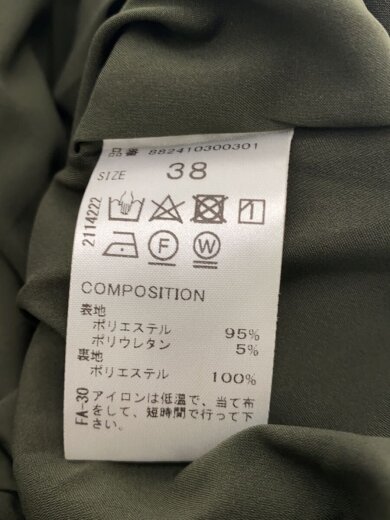 品番 882410300301
SIZE 38
2114222
F W
COMPOSITION
表地
ポリエステル 95%
ポリウレタン 5%
裏地
ポリエステル 100%
FA-30
アイロンは低温で、当て布
をして、短時間で行って下
さい。